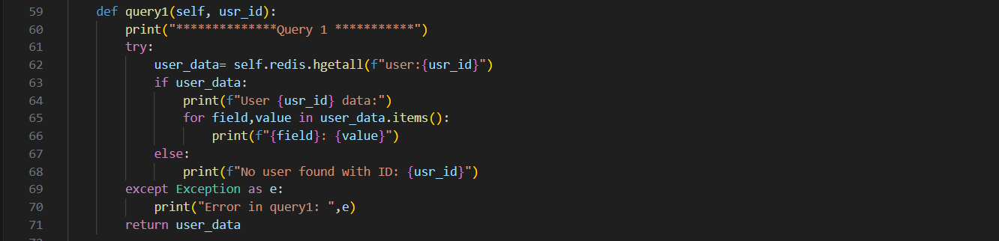 59 def query1(self, usr_id):
60 print("**************Query 1 ***********")
61 try:
62 user_data= self.redis.hgetall(f"user:{usr_id}")
63 if user_data:
64 print(f"User {usr_id} data:")
65 for field,value in user_data.items():
66 print(f"{field}: {value}")
67 else:
68 print(f"No user found with ID: {usr_id}")
69 except Exception as e:
70 print("Error in query1: ",e)
71 return user_data